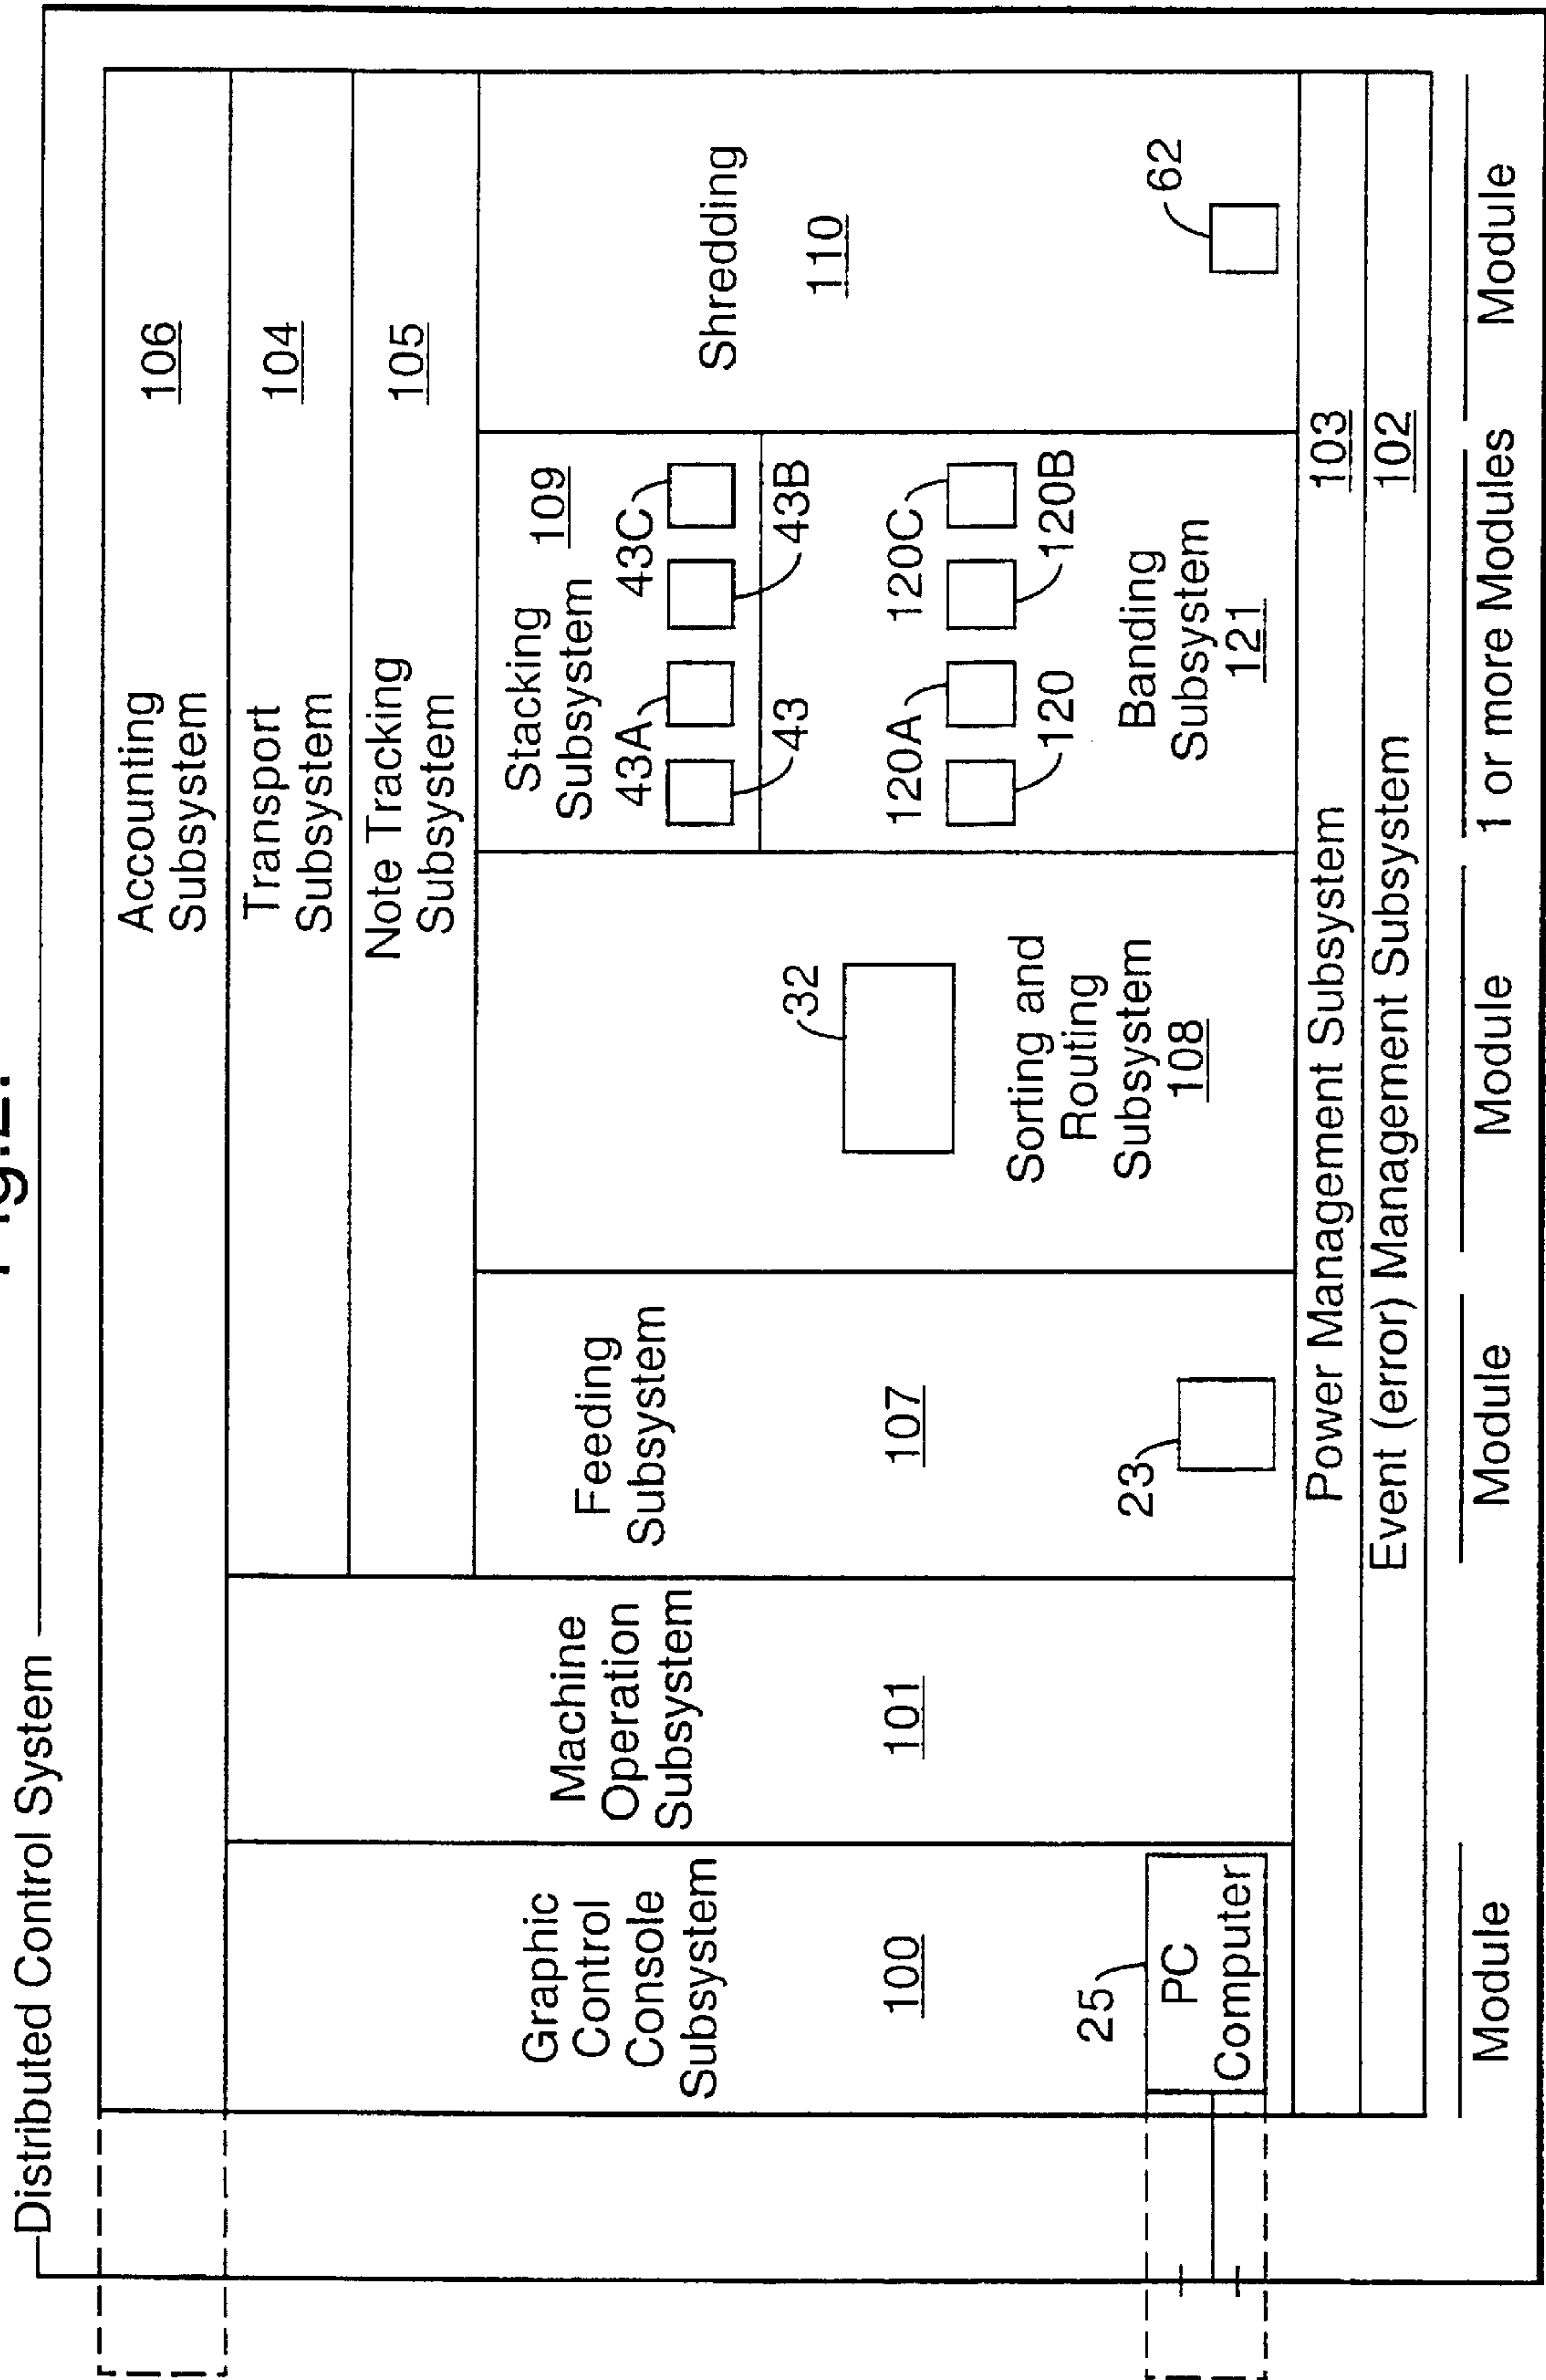 Fig.2.
Distributed Control System
Accounting
Subsystem
106
Transport
Subsystem
104
Note Tracking
Subsystem
105
Graphic
Control
Console
Subsystem
100
25
PC
Computer
Machine
Operation
Subsystem
101
Feeding
Subsystem
107
23
32
Sorting and
Routing
Subsystem
108
Stacking
Subsystem
109
43A
43C
43
43B
120A
120C
120
120B
Banding
Subsystem
121
Shredding
110
62
Power Management Subsystem
103
Event (error) Management Subsystem
102
Module
Module
Module
1 or more Modules
Module